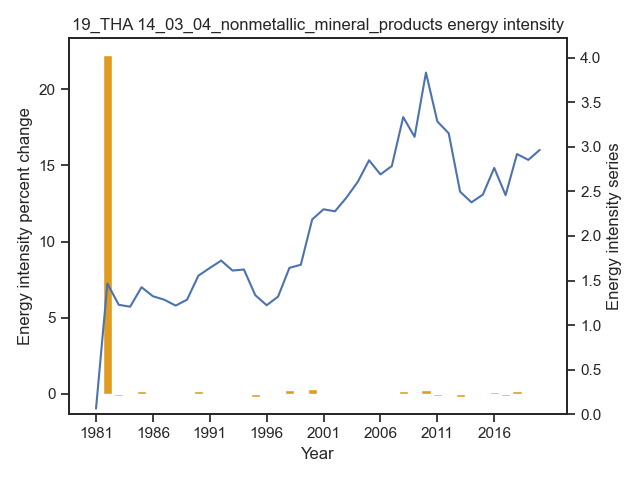 19_THA 14_03_04_nonmetallic_mineral_products energy intensity
Energy intensity percent change
20
15
10
5
0
4.0
3.5
3.0
2.5
2.0
1.5
1.0
0.5
0.0
Energy intensity series
1981 1986 1991 1996 2001 2006 2011 2016
Year